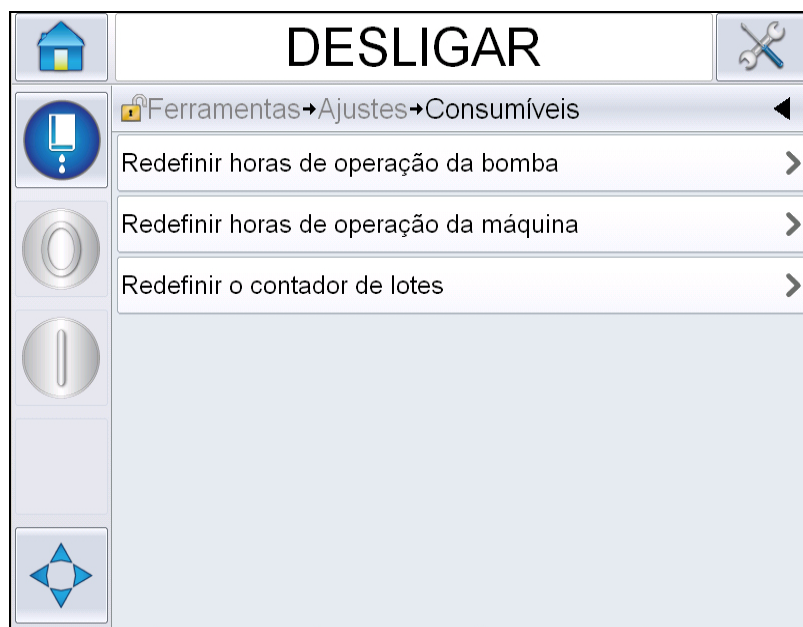 DESLIGAR
Ferramentas→Ajustes→Consumíveis
Redefinir horas de operação da bomba
Redefinir horas de operação da máquina
Redefinir o contador de lotes